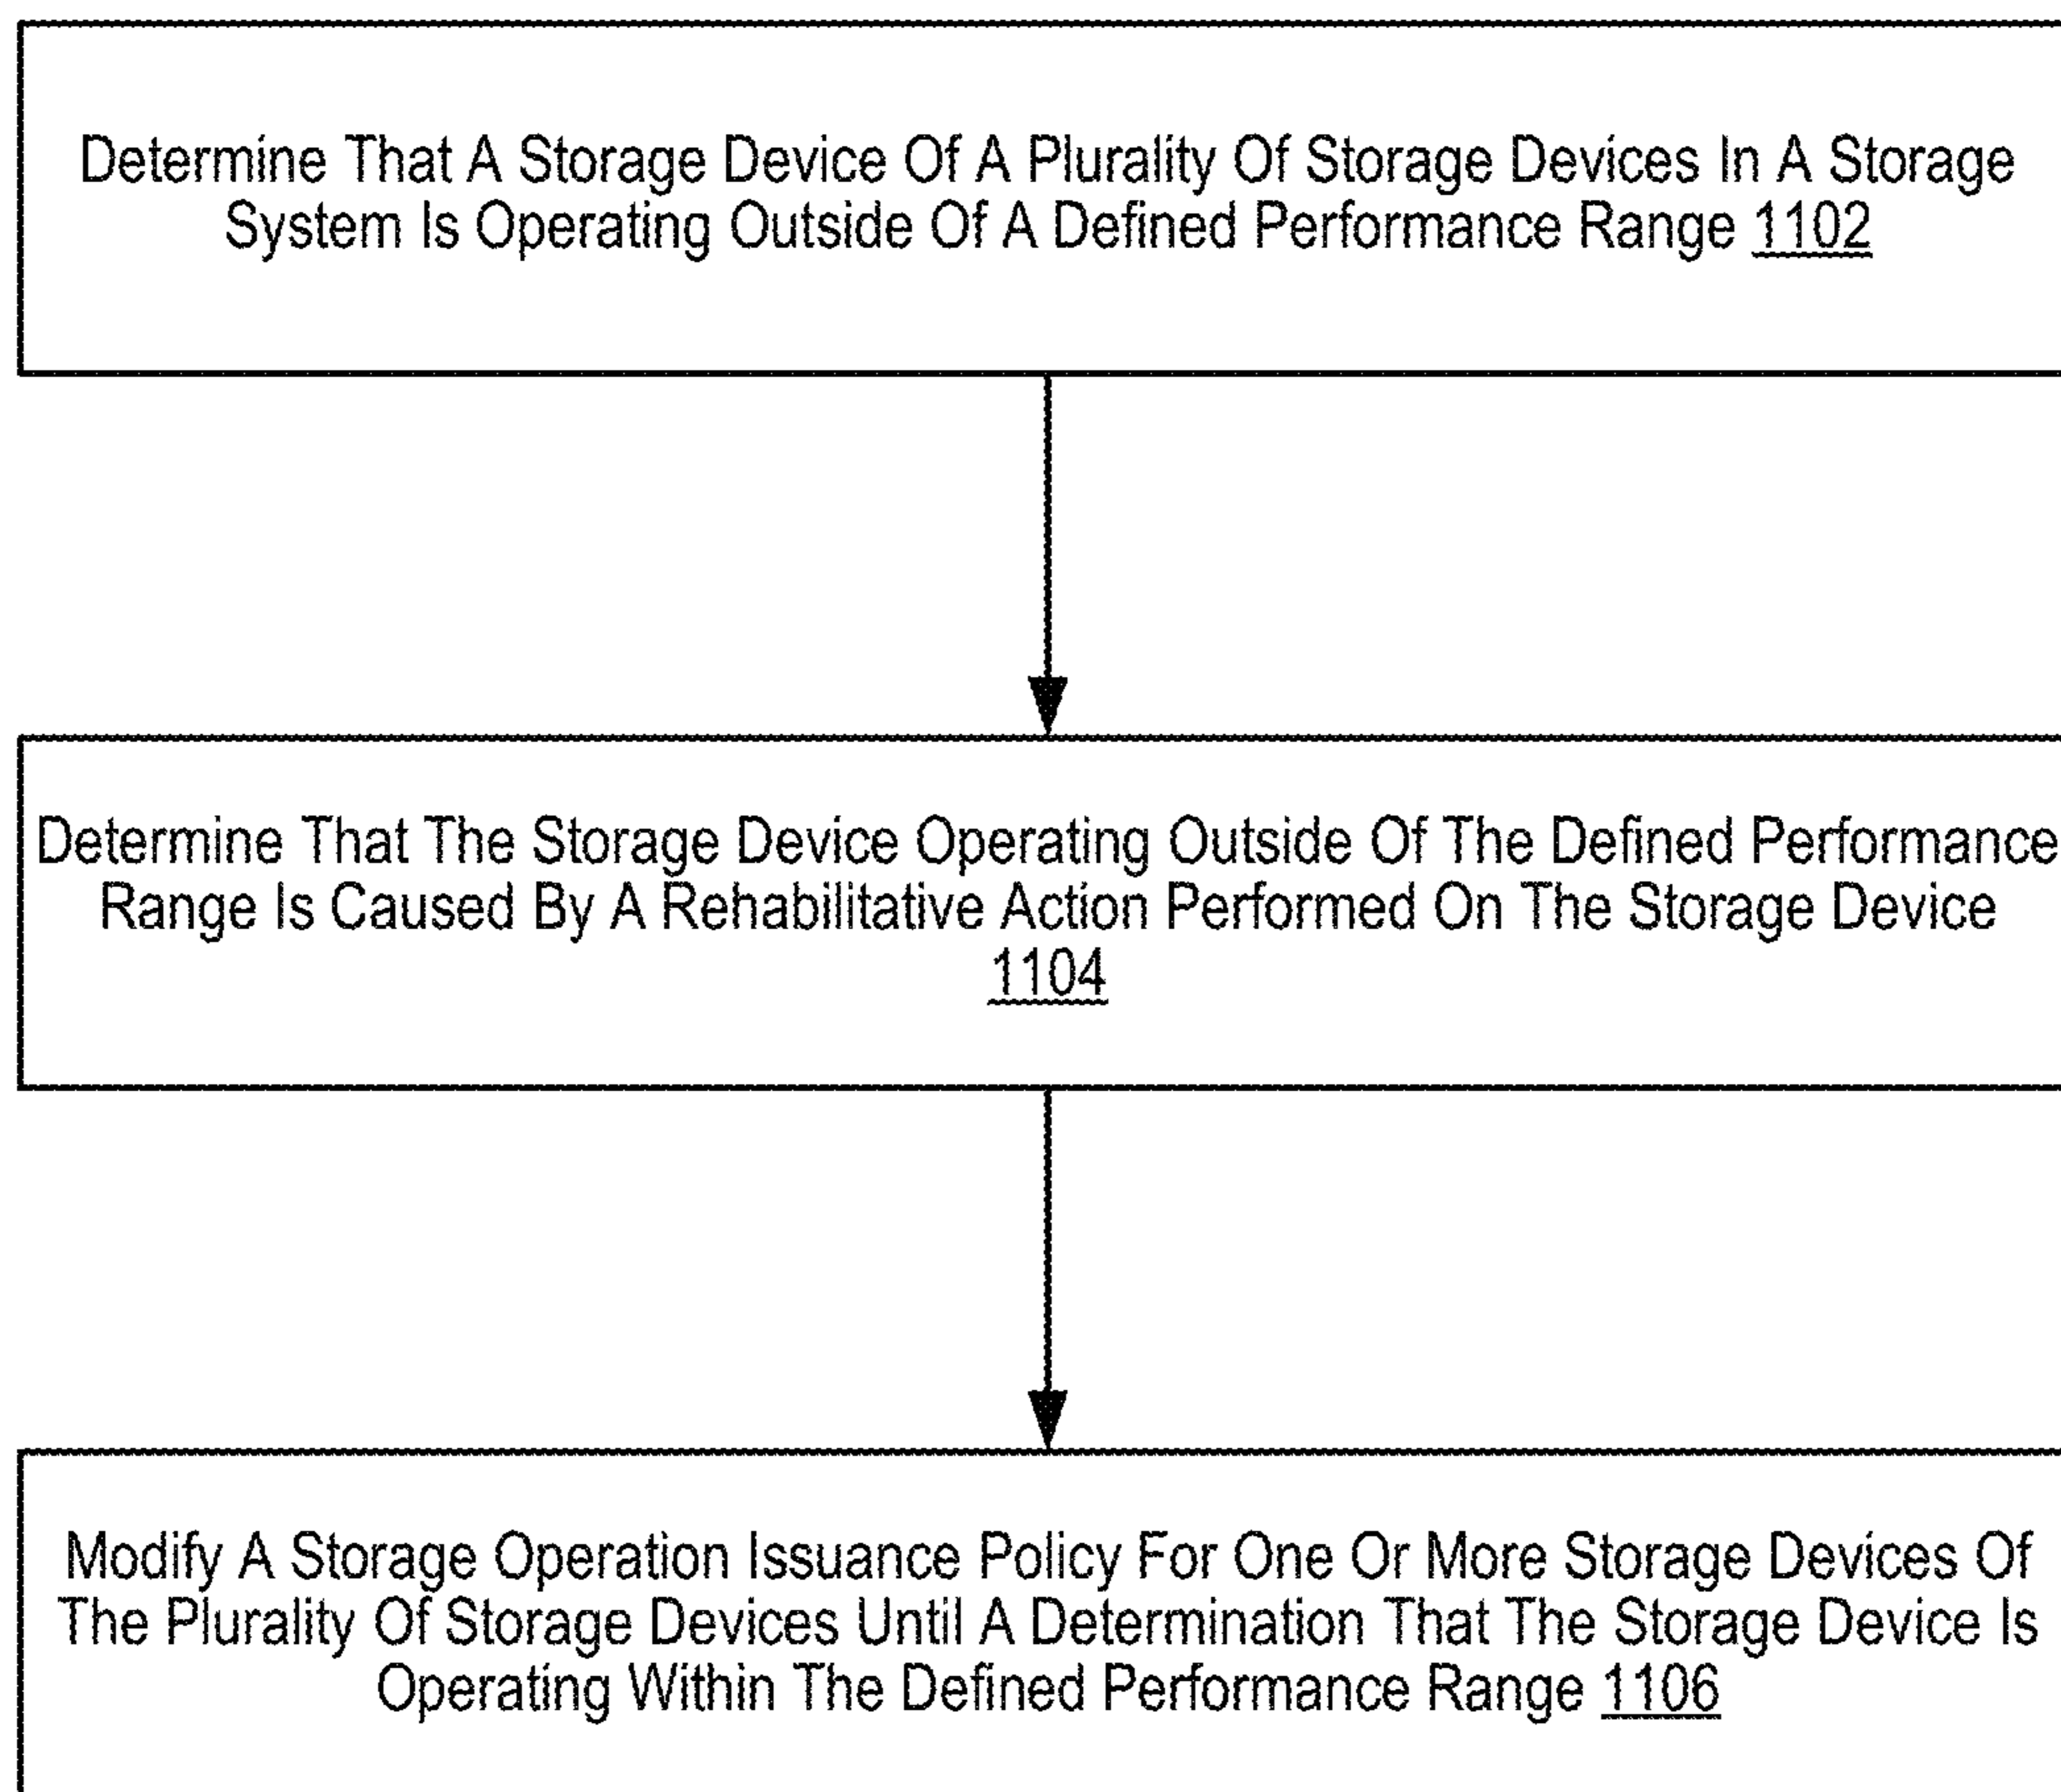 Determine That A Storage Device Of A Plurality Of Storage Devices In A Storage
System Is Operating Outside Of A Defined Performance Range 1102
Determine That The Storage Device Operating Outside Of The Defined Performance
Range Is Caused By A Rehabilitative Action Performed On The Storage Device
1104
Modify A Storage Operation Issuance Policy For One Or More Storage Devices Of
The Plurality Of Storage Devices Until A Determination That The Storage Device Is
Operating Within The Defined Performance Range 1106